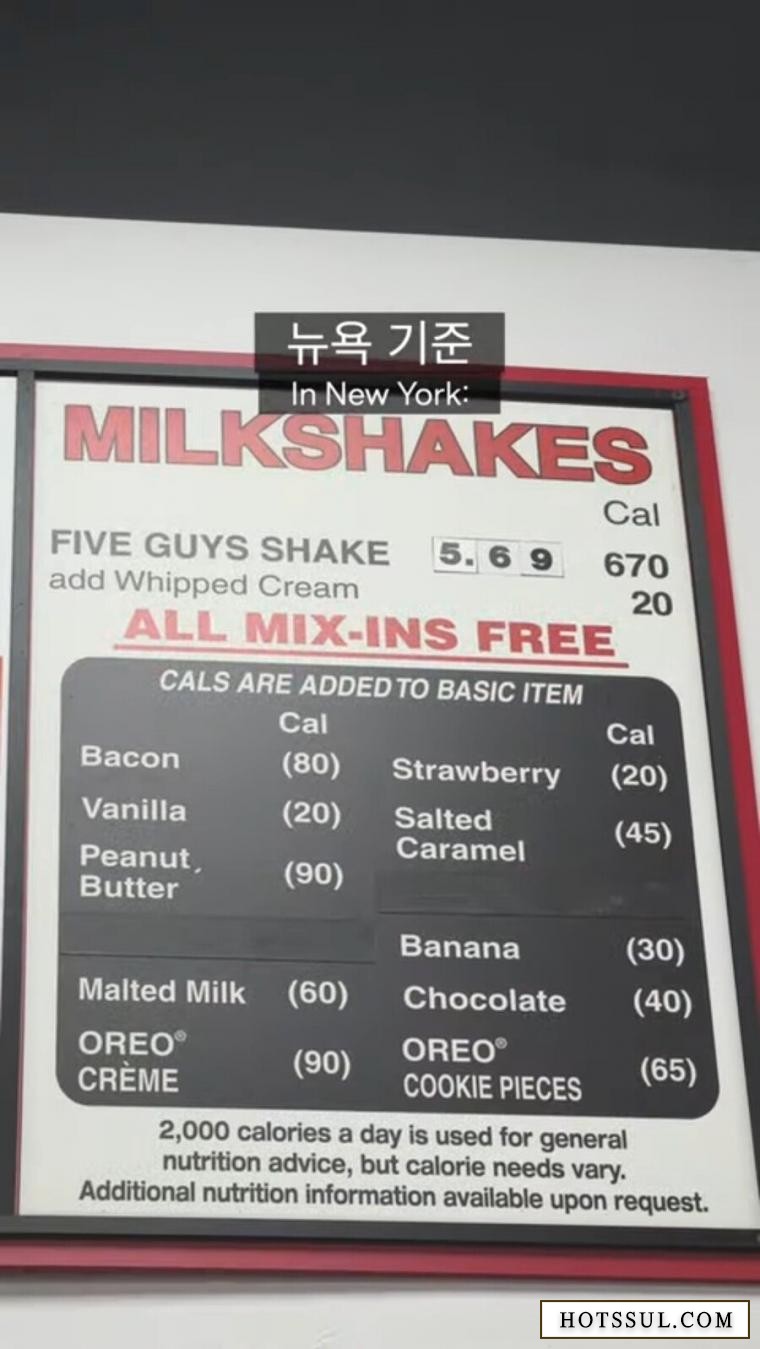 뉴욕 기준
In New York:
MILKSHAKES
Cal
FIVE GUYS SHAKE 5.69 670
add Whipped Cream 20
ALL MIX-INS FREE
CALS ARE ADDED TO BASIC ITEM
Cal
Bacon (80)
Vanilla (20)
Peanut
Butter (90)
Malted Milk (60)
OREO®
CRÈME (90)
Cal
Strawberry (20)
Salted
Caramel (45)
Banana (30)
Chocolate (40)
OREO®
COOKIE PIECES (65)
2,000 calories a day is used for general
nutrition advice, but calorie needs vary.
Additional nutrition information available upon request.
HOTSSUL.COM